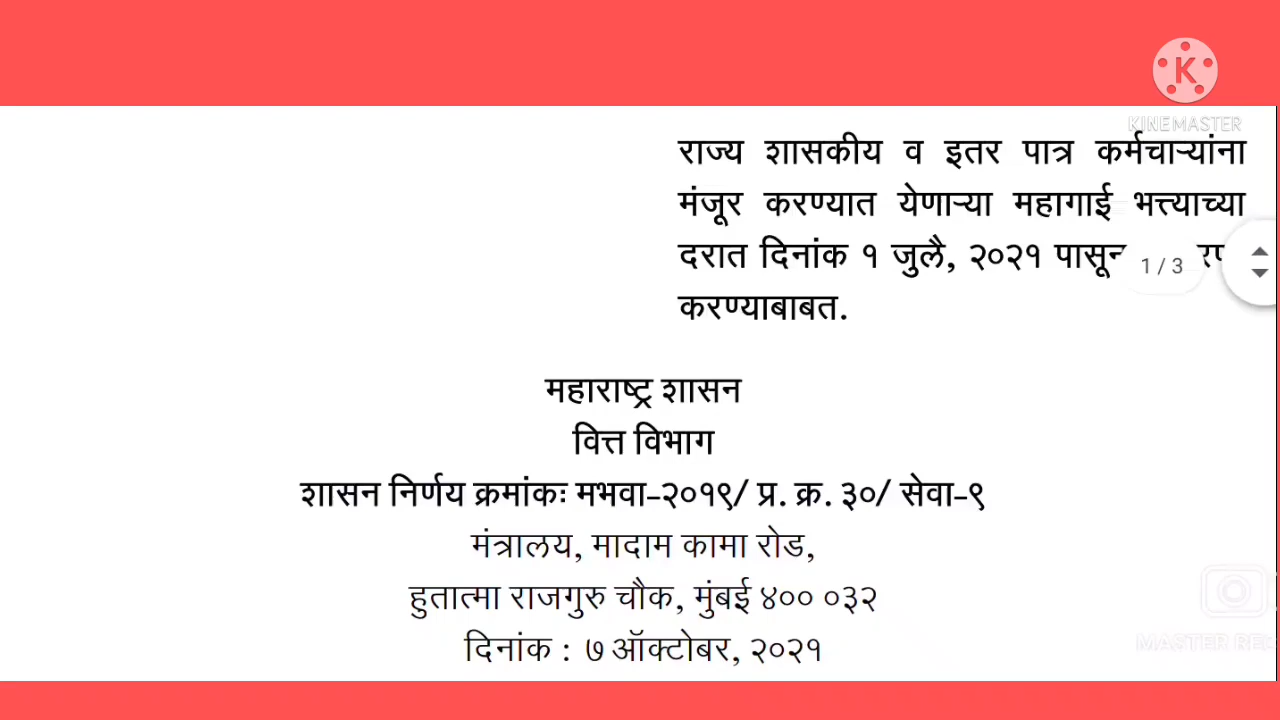 KINEMASTER
राज्य शासकीय व इतर पात्र कर्मचाऱ्यांना
मंजूर करण्यात येणाऱ्या महागाई भत्त्याच्या
दरात दिनांक १ जुलै, २०२१ पासून
1 / 3
करण्याबाबत.
महाराष्ट्र शासन
वित्त विभाग
शासन निर्णय क्रमांकः मभवा-२०१९/ प्र. क्र. ३०/ सेवा-९
मंत्रालय, मादाम कामा रोड,
हुतात्मा राजगुरु चौक, मुंबई ४०० ०३२
दिनांक : ७ ऑक्टोबर, २०२१
MASTER